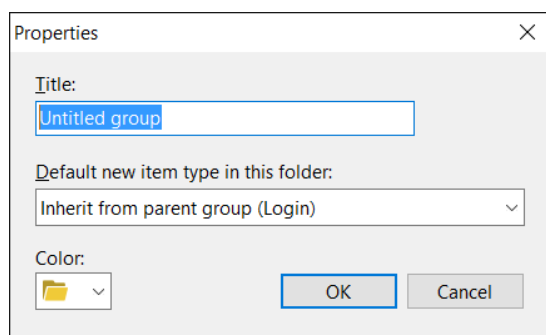 Properties
Title:
Untitled group
Default new item type in this folder:
Inherit from parent group (Login)
Color:
OK Cancel